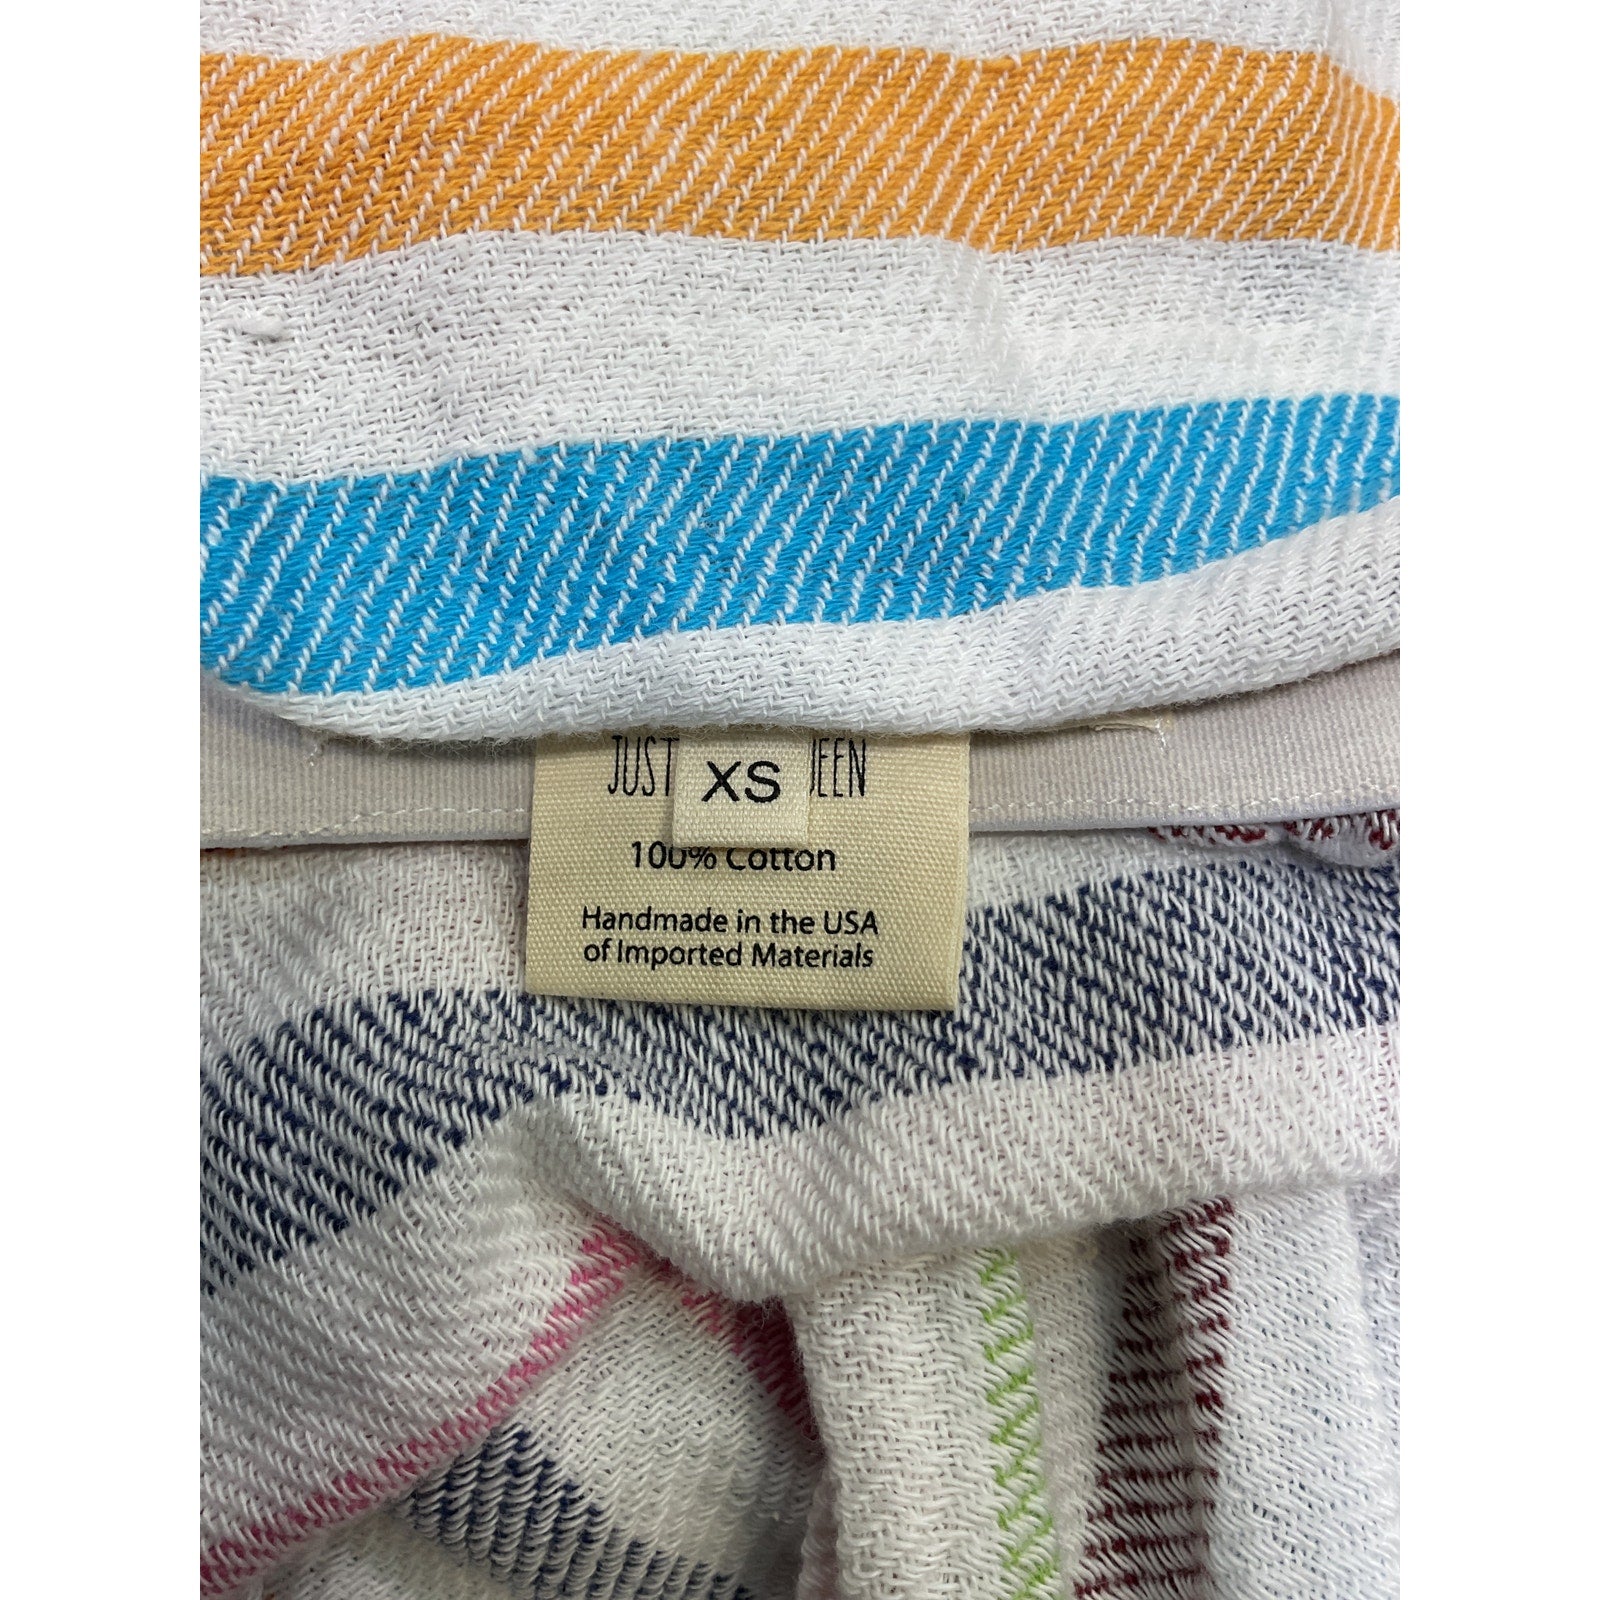 JUST
XS
100% Cotton
Handmade in the USA
of Imported Materials